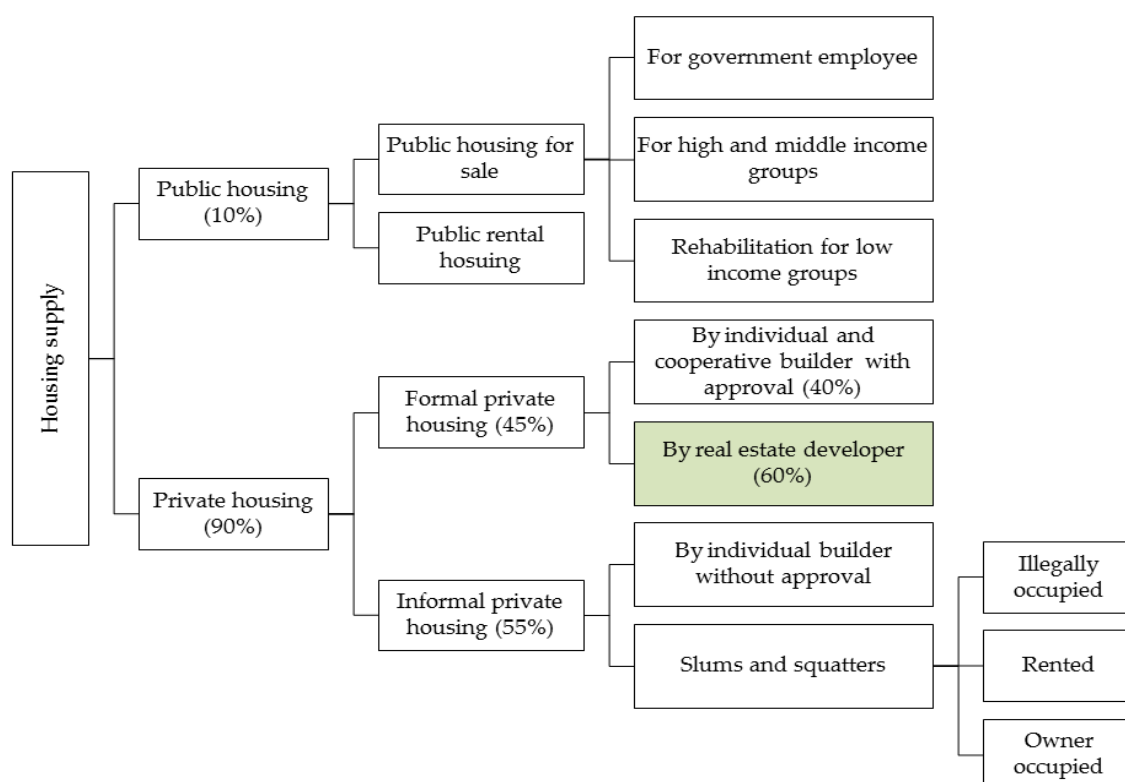 Housing supply
Public housing
(10%)
Private housing
(90%)
Public housing for
sale
Public rental
hosuing
Formal private
housing (45%)
Informal private
housing (55%)
For government employee
For high and middle income
groups
Rehabilitation for low
income groups
By individual and
cooperative builder with
approval (40%)
By real estate developer
(60%)
By individual builder
without approval
Slums and squatters
Illegally
occupied
Rented
Owner
occupied